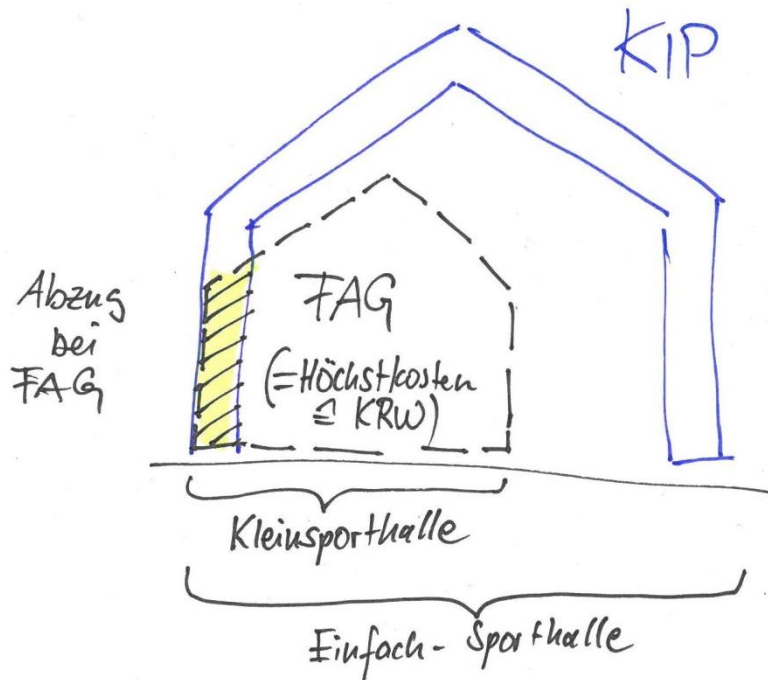 KIP
Abzug
bei
FAG
FAG
(=Höchstkosten
≙ KRW)
Kleinsporthalle
Einfach-Sporthalle